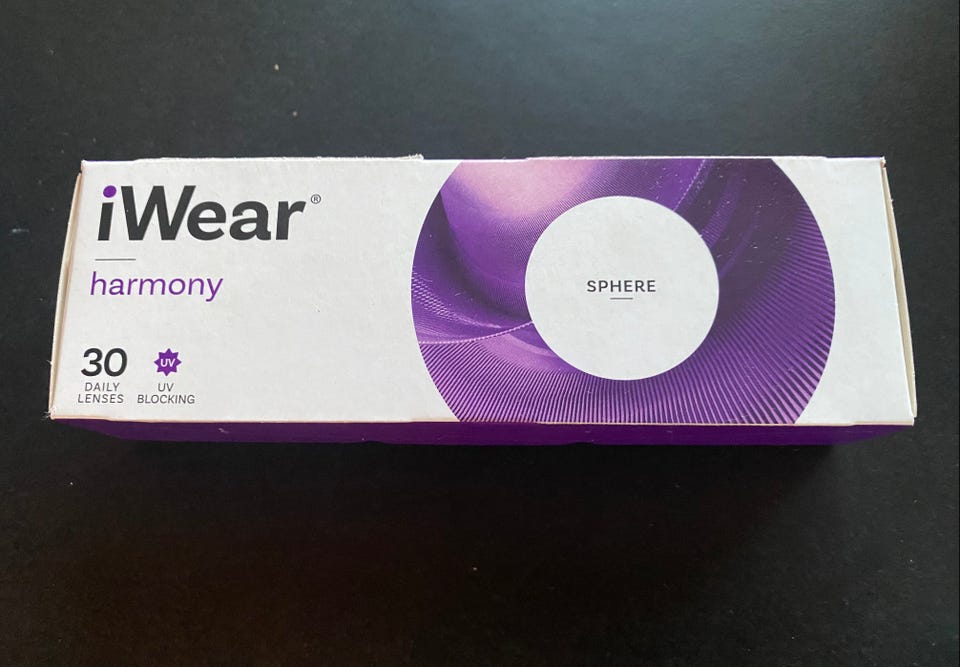 iWear®
harmony
SPHERE
30
DAILY
LENSES
UV
UV
BLOCKING